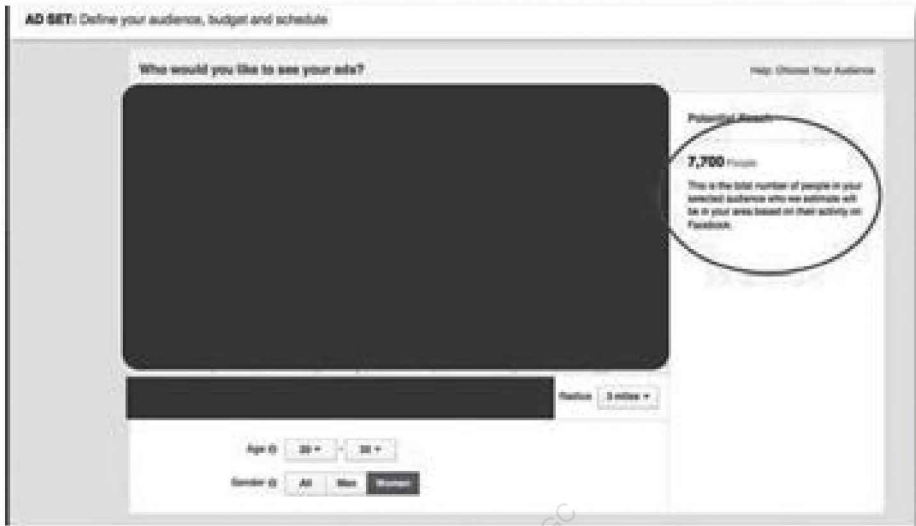 AD SET: Define your audience, budget and schedule
Who would you like to see your ads?
Help: Choose Your Audience
Potential Reach
7,700 People
This is the total number of people in your
selected audience who we estimate will
be in your area based on their activity on
Facebook.
Radius 3 miles
Age
Gender All Men Women